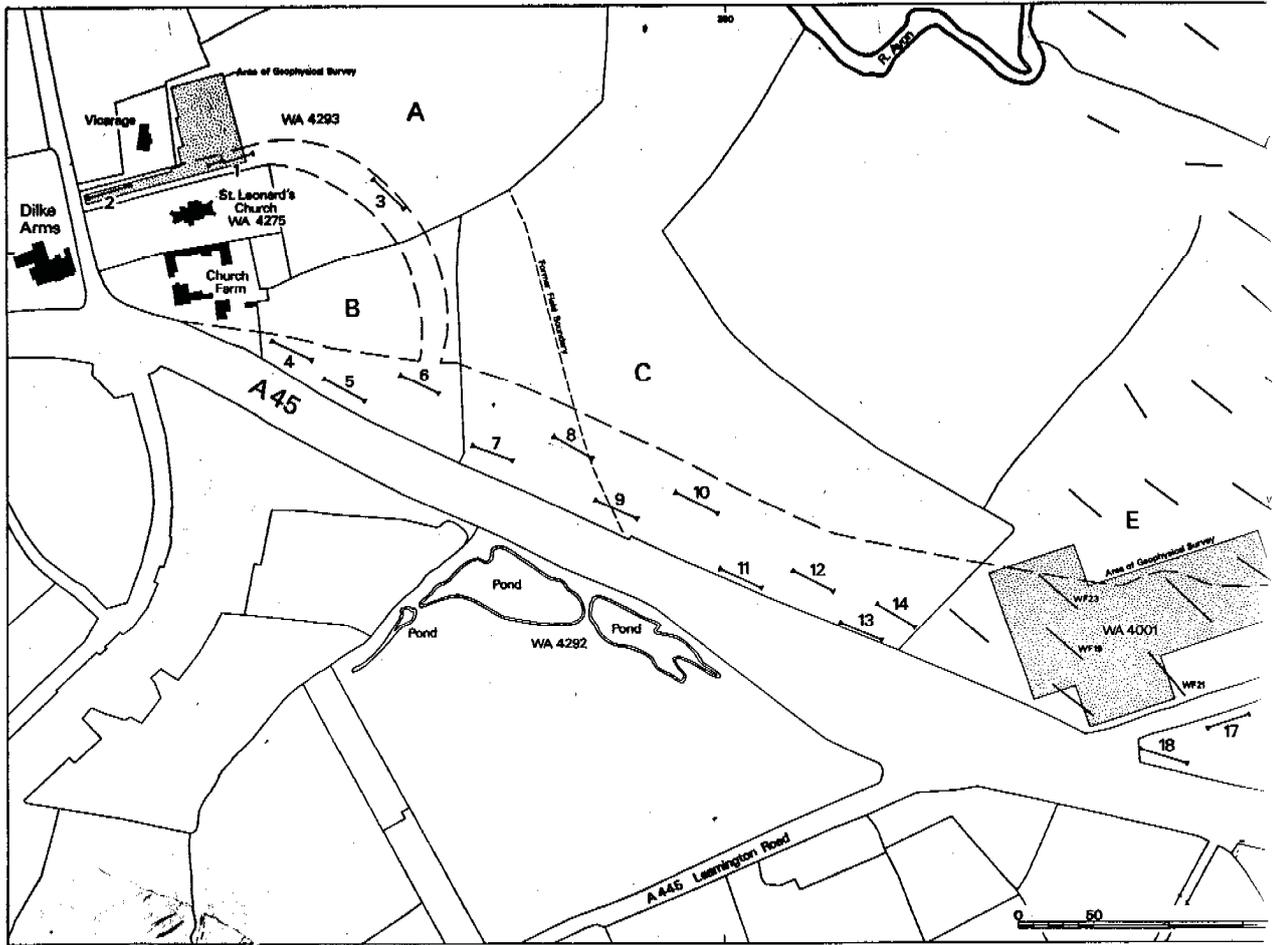 380
R. Avon
Area of Geophysical Survey
A
WA 4293
Vicarage
1
2
3
St. Leonard's
Church
WA 4275
Dilke
Arms
Church
Farm
B
Former Field Boundary
4
5
6
C
A 45
7
8
9
10
E
Area of Geophysical Survey
11
12
13
14
WF23
WA 4001
WF19
WF21
Pond
Pond
Pond
WA 4292
17
18
A 445 Leamington Road
0
50